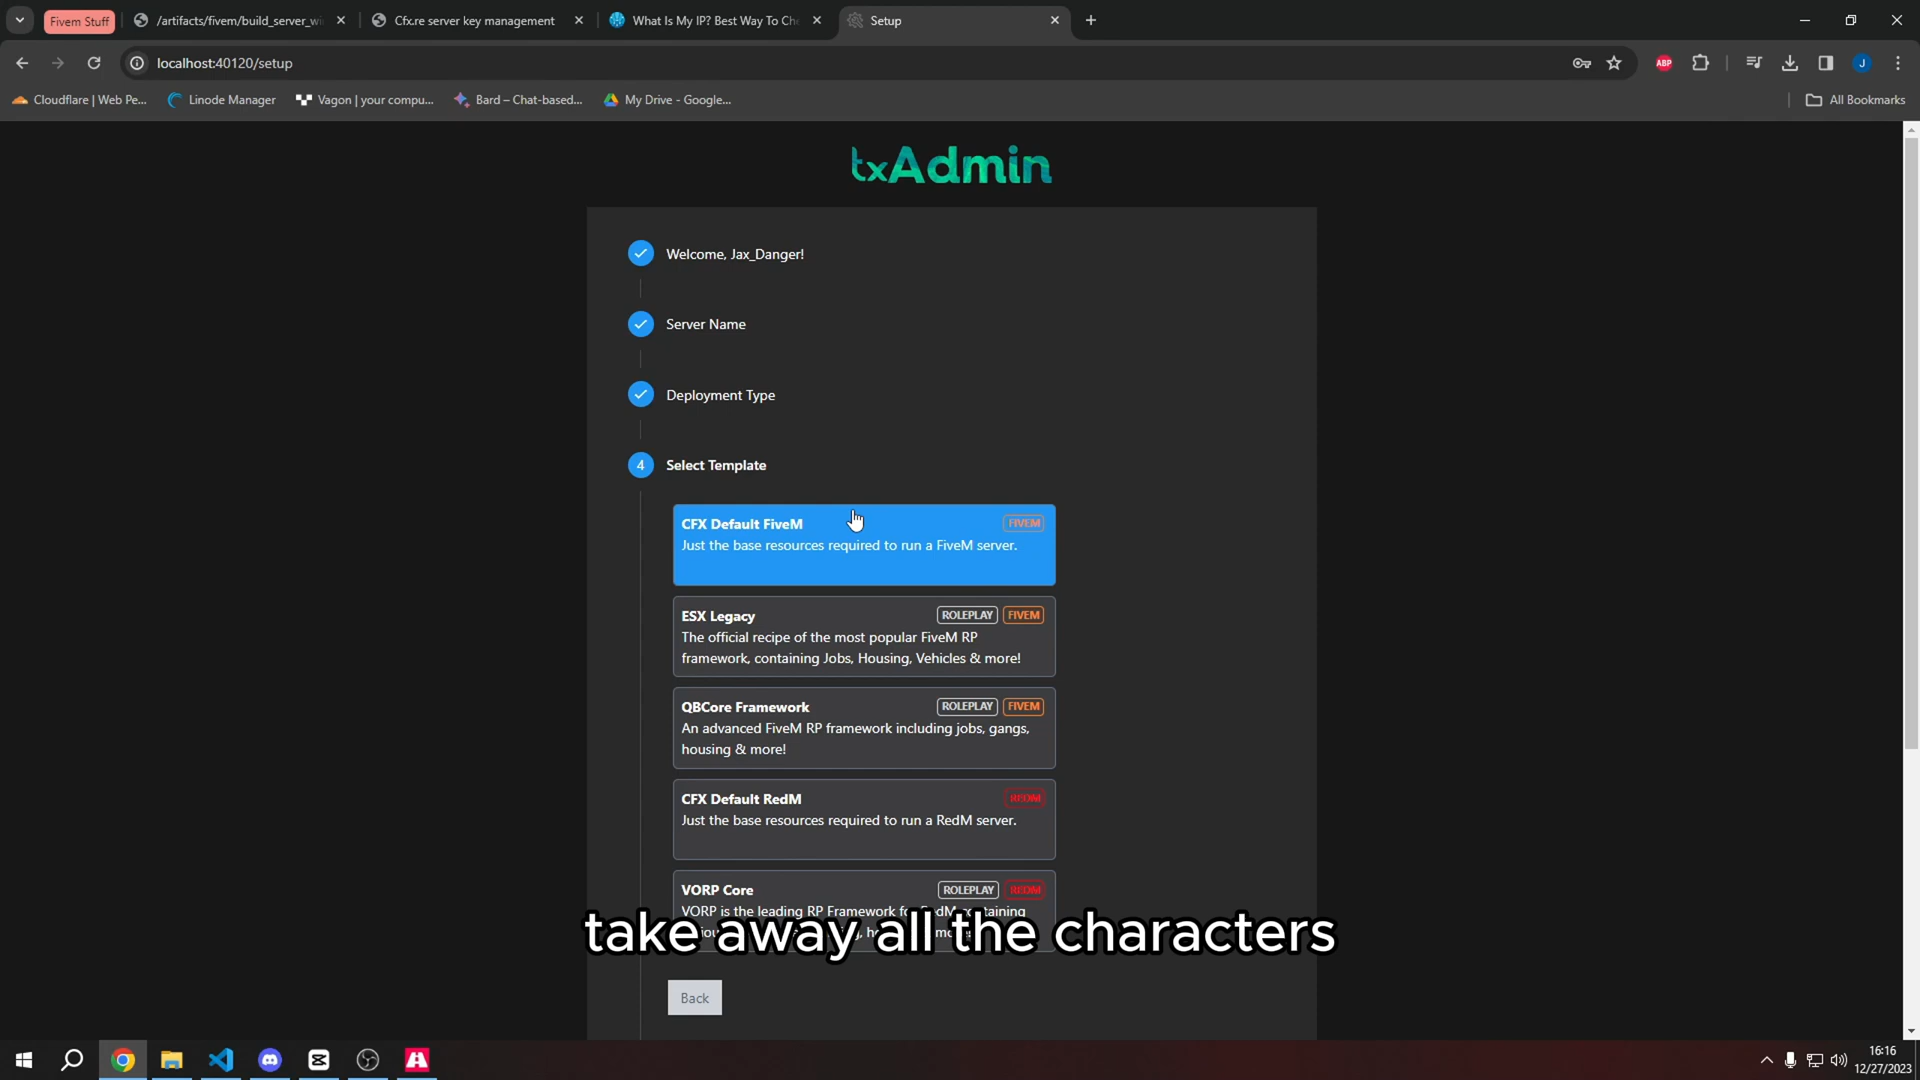 Fivem Stuff
/artifacts/fivem/build_server_wi
Cfx.re server key management
What Is My IP? Best Way To Che
Setup
localhost:40120/setup
ABP
J
Cloudflare | Web Pe...
Linode Manager
Vagon | your compu...
Bard – Chat-based...
My Drive - Google...
All Bookmarks
txAdmin
Welcome, Jax_Danger!
Server Name
Deployment Type
4
Select Template
CFX Default FiveM
FIVEM
Just the base resources required to run a FiveM server.
ESX Legacy
ROLEPLAY
FIVEM
The official recipe of the most popular FiveM RP
framework, containing Jobs, Housing, Vehicles & more!
QBCore Framework
ROLEPLAY
FIVEM
An advanced FiveM RP framework including jobs, gangs,
housing & more!
CFX Default RedM
REDM
Just the base resources required to run a RedM server.
VORP Core
ROLEPLAY
REDM
VORP is the leading RP Framework
take away all the characters
Back
16:16
12/27/2023